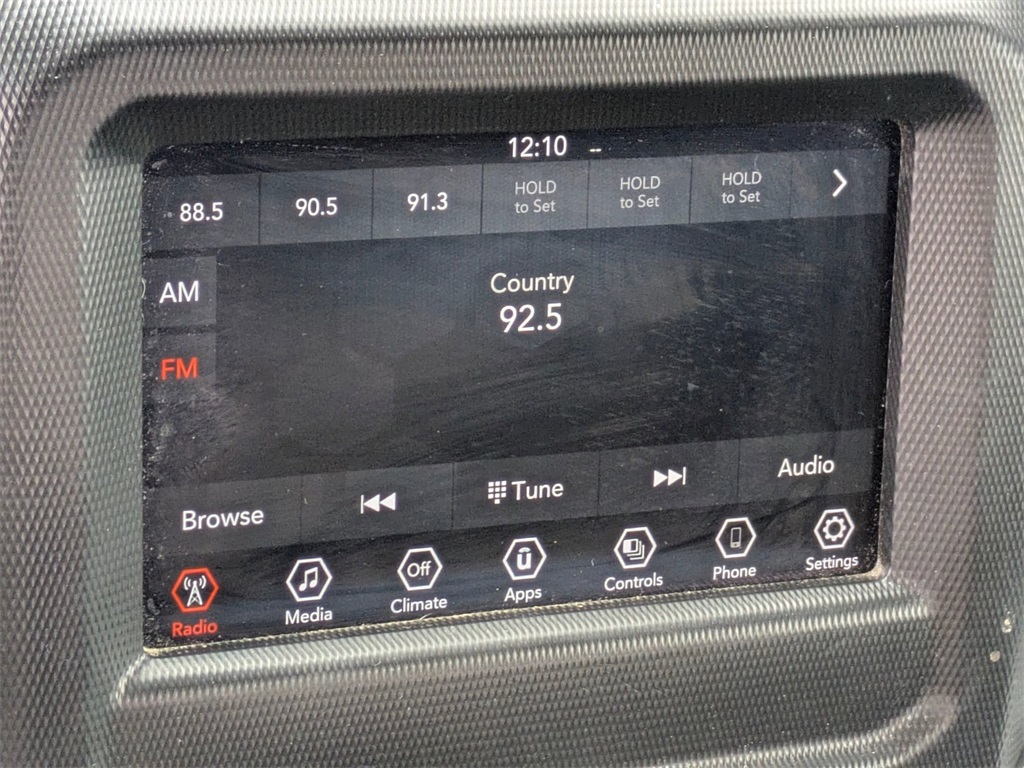 12:10 --
88.5 90.5 91.3 HOLD to Set HOLD to Set HOLD to Set
AM
Country
92.5
FM
Browse Tune Audio
Radio Media Off Climate Apps Controls Phone Settings